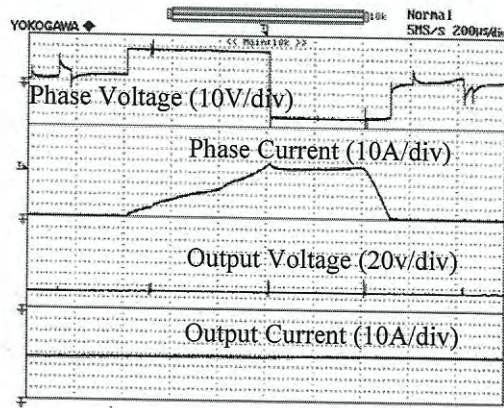 10k Normal
YOKOGAWA ◆ 5MS/s 200µs/div
<< Main:10k >>
Phase Voltage (10V/div)
Phase Current (10A/div)
Output Voltage (20v/div)
Output Current (10A/div)